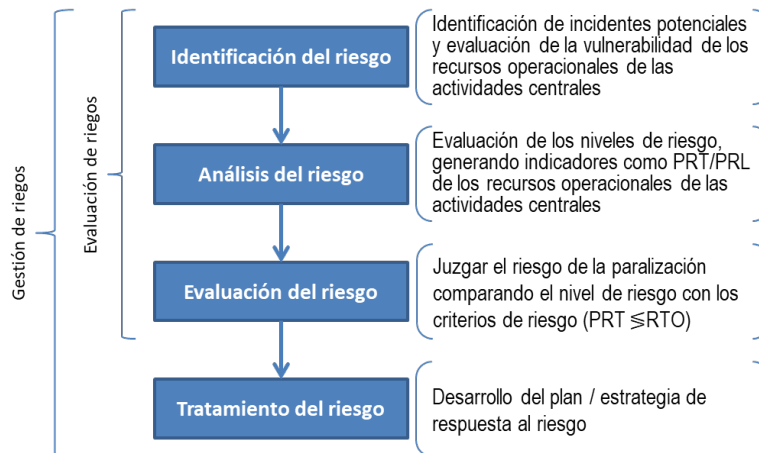 Gestión de riegos
Evaluación de riegos
Identificación del riesgo
Identificación de incidentes potenciales
y evaluación de la vulnerabilidad de los
recursos operacionales de las
actividades centrales
Análisis del riesgo
Evaluación de los niveles de riesgo,
generando indicadores como PRT/PRL
de los recursos operacionales de las
actividades centrales
Evaluación del riesgo
Juzgar el riesgo de la paralización
comparando el nivel de riesgo con los
criterios de riesgo (PRT ≶RTO)
Tratamiento del riesgo
Desarrollo del plan / estrategia de
respuesta al riesgo